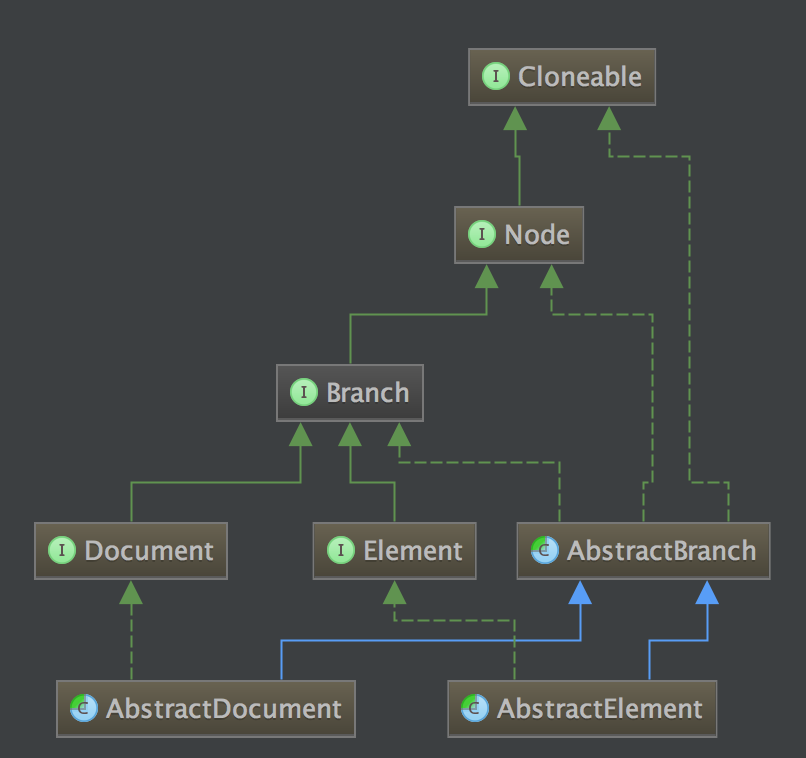 I Cloneable
I Node
I Branch
I Document
I Element
C AbstractBranch
C AbstractDocument
C AbstractElement